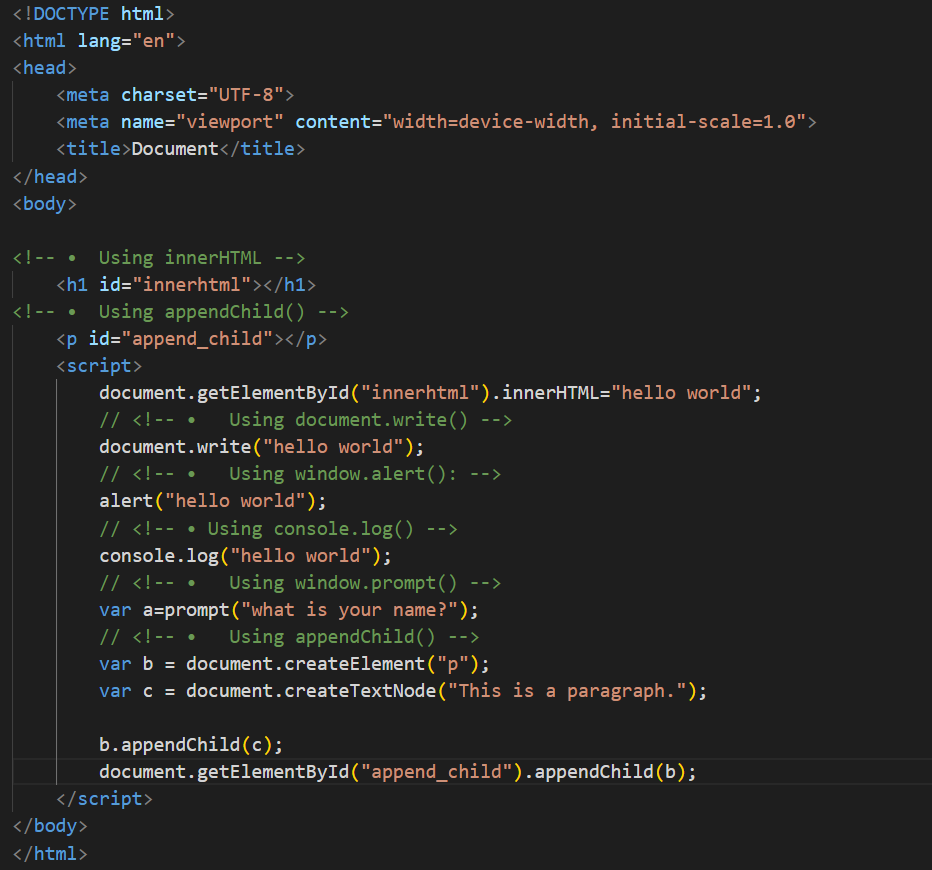 <!DOCTYPE html>
<html lang="en">
<head>
    <meta charset="UTF-8">
    <meta name="viewport" content="width=device-width, initial-scale=1.0">
    <title>Document</title>
</head>
<body>

<!-- •  Using innerHTML -->
    <h1 id="innerhtml"></h1>
<!-- •  Using appendChild() -->
    <p id="append_child"></p>
    <script>
        document.getElementById("innerhtml").innerHTML="hello world";
        // <!-- •   Using document.write() -->
        document.write("hello world");
        // <!-- •   Using window.alert(): -->
        alert("hello world");
        // <!-- • Using console.log() -->
        console.log("hello world");
        // <!-- •   Using window.prompt() -->
        var a=prompt("what is your name?");
        // <!-- •   Using appendChild() -->
        var b = document.createElement("p");
        var c = document.createTextNode("This is a paragraph.");

        b.appendChild(c);
        document.getElementById("append_child").appendChild(b);
    </script>
</body>
</html>